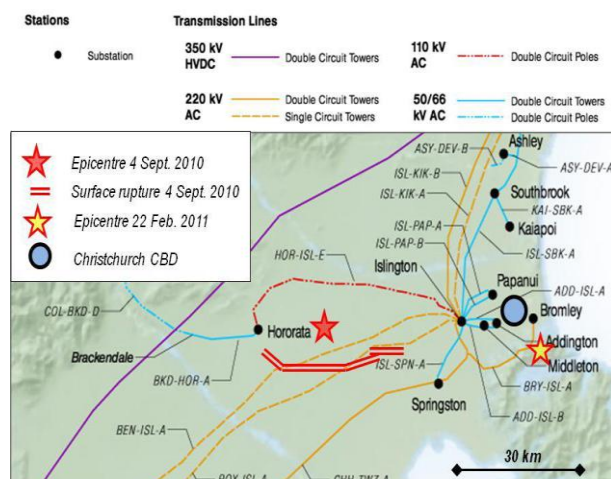 Stations
Transmission Lines
Substation
350 kV
HVDC
Double Circuit Towers
110 kV
AC
Double Circuit Poles
220 kV
AC
Double Circuit Towers
Single Circuit Towers
50/66
kV AC
Double Circuit Towers
Double Circuit Poles
Epicentre 4 Sept. 2010
Surface rupture 4 Sept. 2010
Epicentre 22 Feb. 2011
Christchurch CBD
ASY-DEV-B
Ashley
ASY-DEV-A
ISL-KIK-B
ISL-KIK-A
Southbrook
KAI-SBK-A
Kaiapoi
ISL-PAP-A
ISL-PAP-B
ISL-SBK-A
HOR-ISL-E
Islington
Papanui
ADD-ISL-A
COL-BKD-D
Bromley
Hororata
Addington
Brackendale
Middleton
ISL-SPN-A
BKD-HOR-A
BRY-ISL-A
Springston
ADD-ISL-B
BEN-ISL-A
30 km
ROX-ISL-A
CHH-TWZ-A